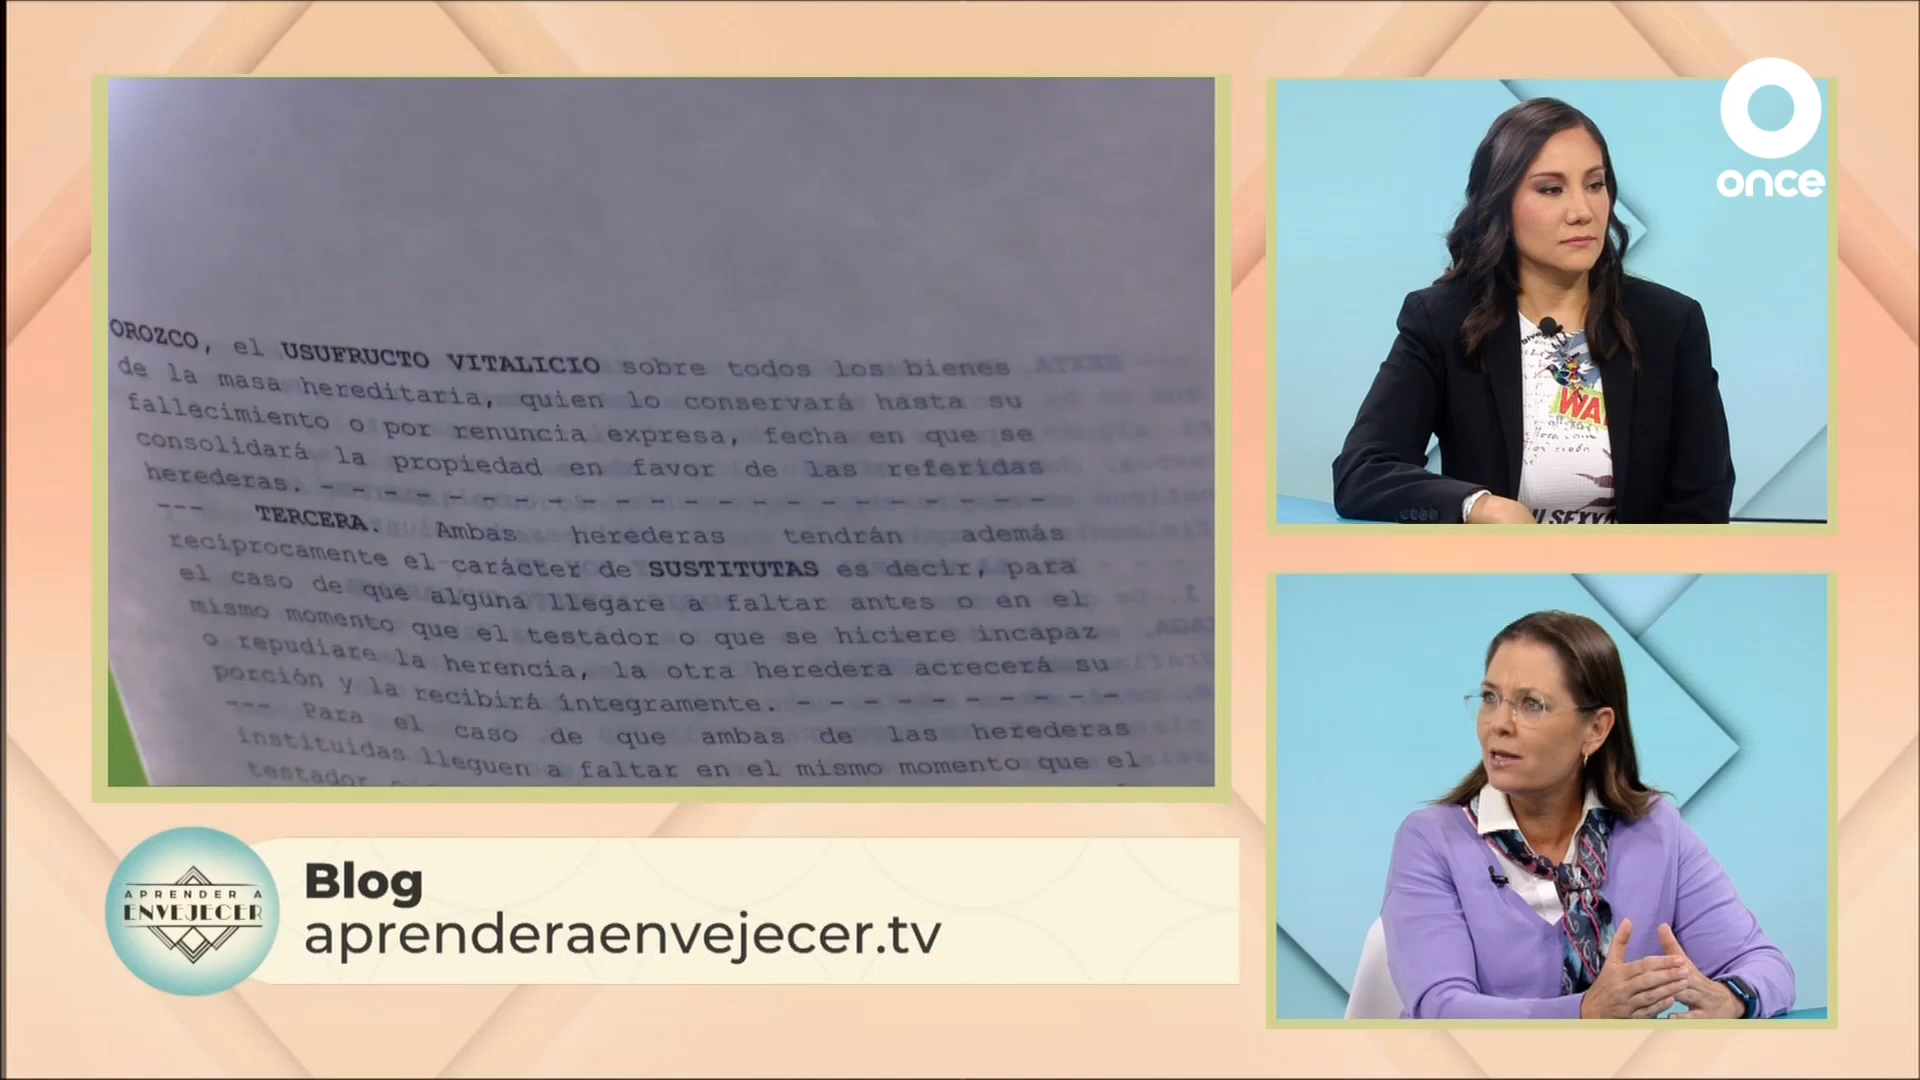 once
OROZCO, el USUFRUCTO VITALICIO sobre todos los bienes
de la masa hereditaria, quien lo conservará hasta su
fallecimiento o por renuncia expresa, fecha en que se
consolidará la propiedad en favor de las referidas
herederas. - - - - - - - - - - - - - - - - - - - - - - -
--- TERCERA. Ambas herederas tendrán además
recíprocamente el carácter de SUSTITUTAS es decir, para
el caso de que alguna llegare a faltar antes o en el
mismo momento que el testador o que se hiciere incapaz
o repudiare la herencia, la otra heredera acrecerá su
porción y la recibirá íntegramente. - - - - - - - - - -
--- Para el caso de que ambas de las herederas
instituidas lleguen a faltar en el mismo momento que el
testador
WA
Blog
aprenderaenvejecer.tv
APRENDER A
ENVEJECER